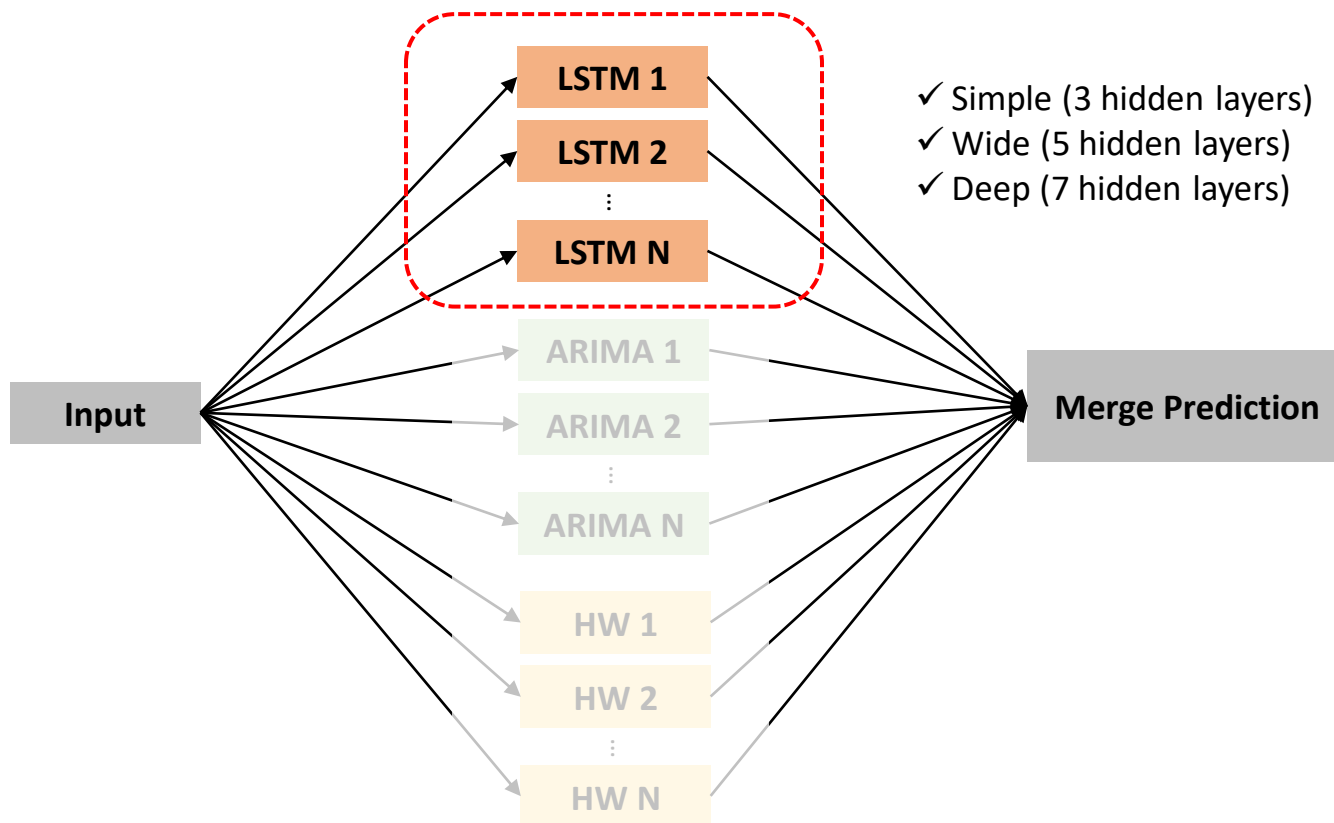 LSTM 1
LSTM 2
⋮
LSTM N
✓ Simple (3 hidden layers)
✓ Wide (5 hidden layers)
✓ Deep (7 hidden layers)
Input
ARIMA 1
ARIMA 2
⋮
ARIMA N
HW 1
HW 2
⋮
HW N
Merge Prediction